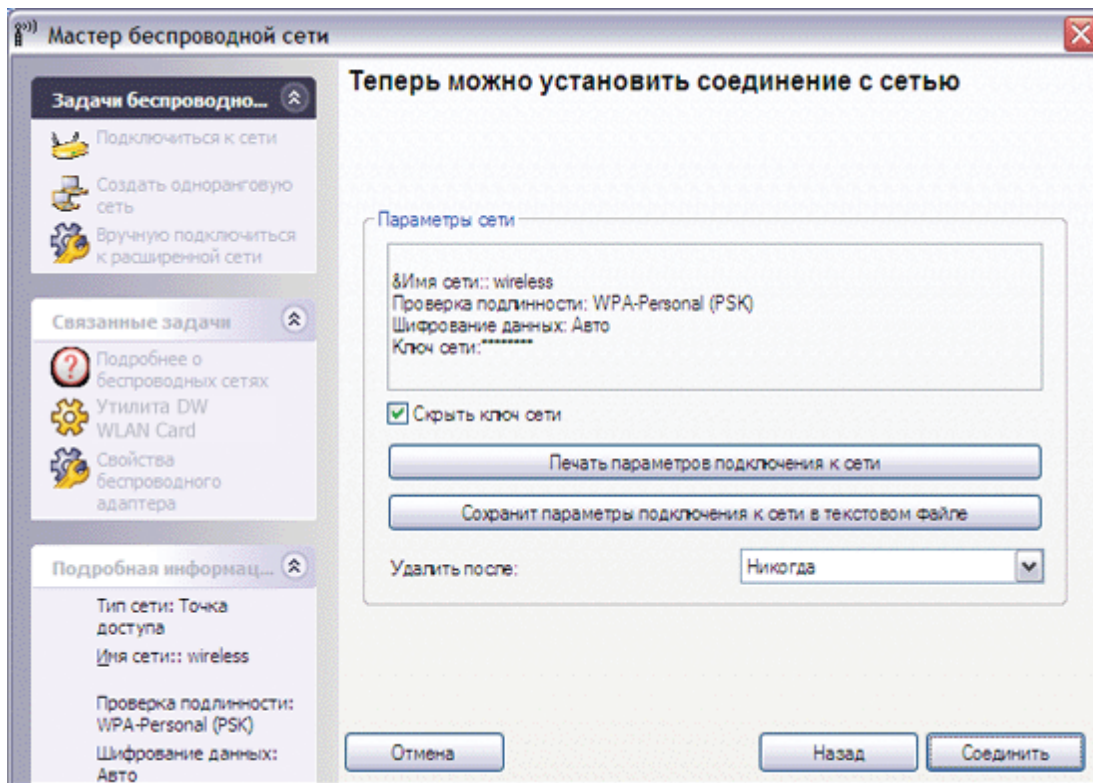 Мастер беспроводной сети
Задачи беспроводно...
Подключиться к сети
Создать одноранговую
сеть
Вручную подключиться
к расширенной сети
Связанные задачи
Подробнее о
беспроводных сетях
Утилита DW
WLAN Card
Свойства
беспроводного
адаптера
Подробная информац...
Тип сети: Точка
доступа
Имя сети:: wireless
Проверка подлинности:
WPA-Personal (PSK)
Шифрование данных:
Авто
Теперь можно установить соединение с сетью
Параметры сети
&Имя сети:: wireless
Проверка подлинности: WPA-Personal (PSK)
Шифрование данных: Авто
Ключ сети:********
Скрыть ключ сети
Печать параметров подключения к сети
Сохранит параметры подключения к сети в текстовом файле
Удалить после:
Никогда
Отмена
Назад
Соединить